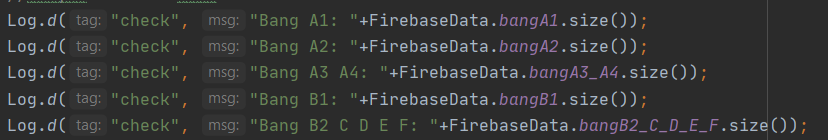 Log.d( tag: "check", msg: "Bang A1: "+FirebaseData.bangA1.size());
Log.d( tag: "check", msg: "Bang A2: "+FirebaseData.bangA2.size());
Log.d( tag: "check", msg: "Bang A3 A4: "+FirebaseData.bangA3_A4.size());
Log.d( tag: "check", msg: "Bang B1: "+FirebaseData.bangB1.size());
Log.d( tag: "check", msg: "Bang B2 C D E F: "+FirebaseData.bangB2_C_D_E_F.size());